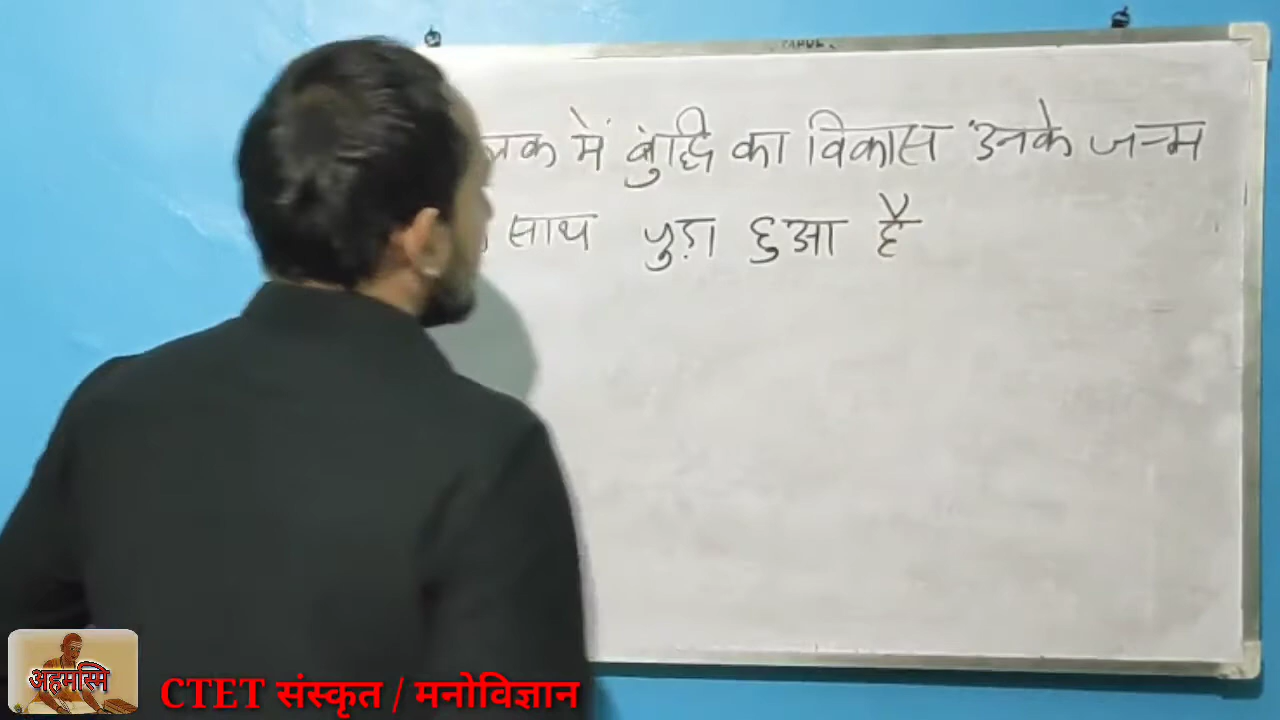 में बुद्धि का विकास उनके जन्म
साथ जुड़ा हुआ है
अहमस्मि
CTET संस्कृत / मनोविज्ञान